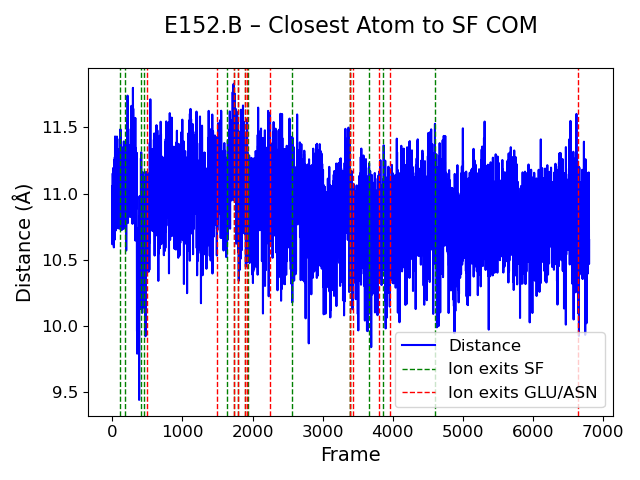 E152.B – Closest Atom to SF COM
11.5
11.0
10.5
10.0
9.5
Distance (Å)
0 1000 2000 3000 4000 5000 6000 7000
Frame
Distance
Ion exits SF
Ion exits GLU/ASN